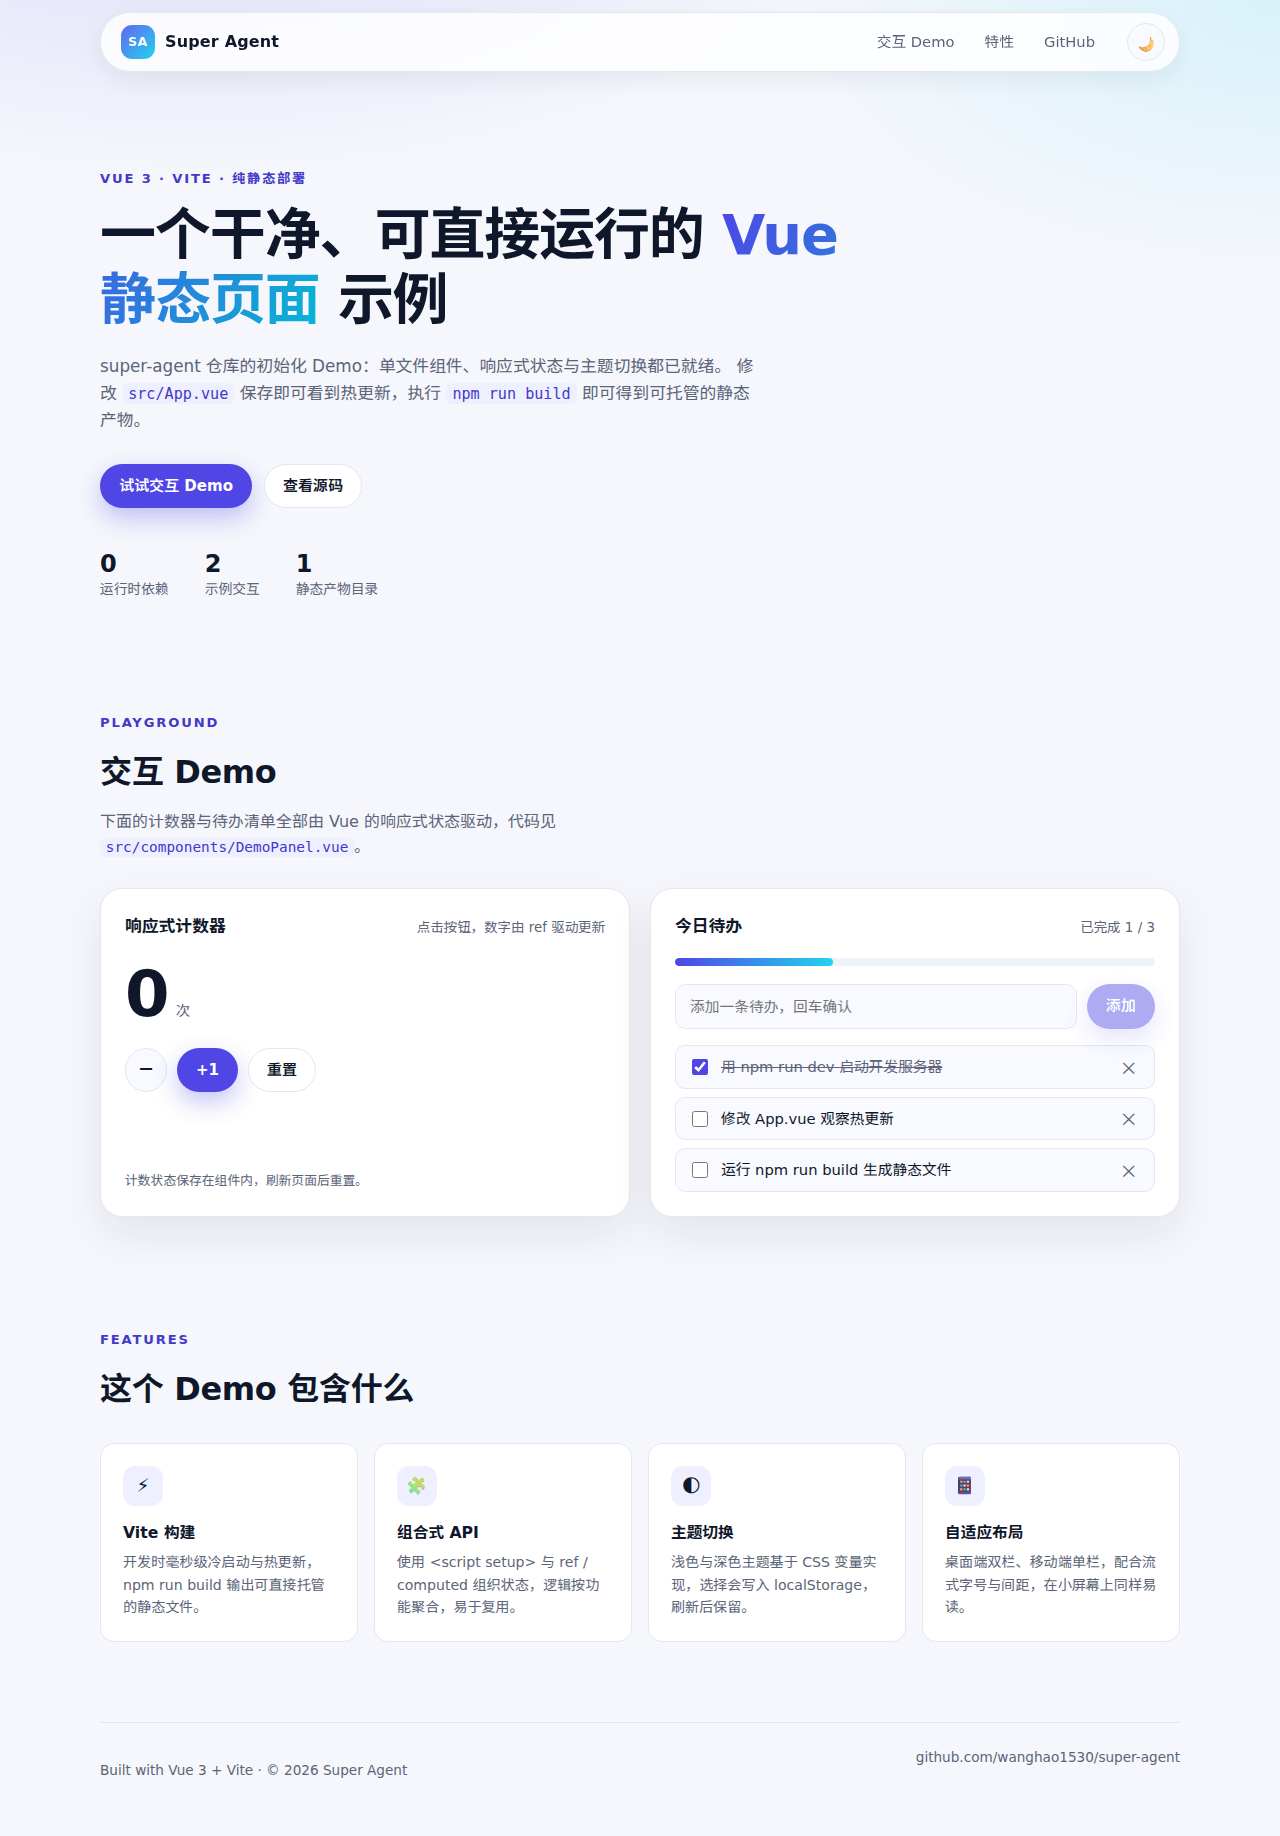 SA Super Agent 交互 Demo 特性 GitHub
VUE 3 · VITE · 纯静态部署
一个干净、可直接运行的 Vue
静态页面 示例
super-agent 仓库的初始化 Demo：单文件组件、响应式状态与主题切换都已就绪。 修
改 src/App.vue 保存即可看到热更新，执行 npm run build 即可得到可托管的静态
产物。
试试交互 Demo 查看源码
0 2 1
运行时依赖 示例交互 静态产物目录
PLAYGROUND
交互 Demo
下面的计数器与待办清单全部由 Vue 的响应式状态驱动，代码见
src/components/DemoPanel.vue 。
响应式计数器 点击按钮，数字由 ref 驱动更新
0 次
− +1 重置
计数状态保存在组件内，刷新页面后重置。
今日待办 已完成 1 / 3
添加一条待办，回车确认 添加
用 npm run dev 启动开发服务器 ×
修改 App.vue 观察热更新 ×
运行 npm run build 生成静态文件 ×
FEATURES
这个 Demo 包含什么
Vite 构建
开发时毫秒级冷启动与热更新，
npm run build 输出可直接托管
的静态文件。
组合式 API
使用 <script setup> 与 ref /
computed 组织状态，逻辑按功
能聚合，易于复用。
主题切换
浅色与深色主题基于 CSS 变量实
现，选择会写入 localStorage，
刷新后保留。
自适应布局
桌面端双栏、移动端单栏，配合流
式字号与间距，在小屏幕上同样易
读。
Built with Vue 3 + Vite · © 2026 Super Agent
github.com/wanghao1530/super-agent